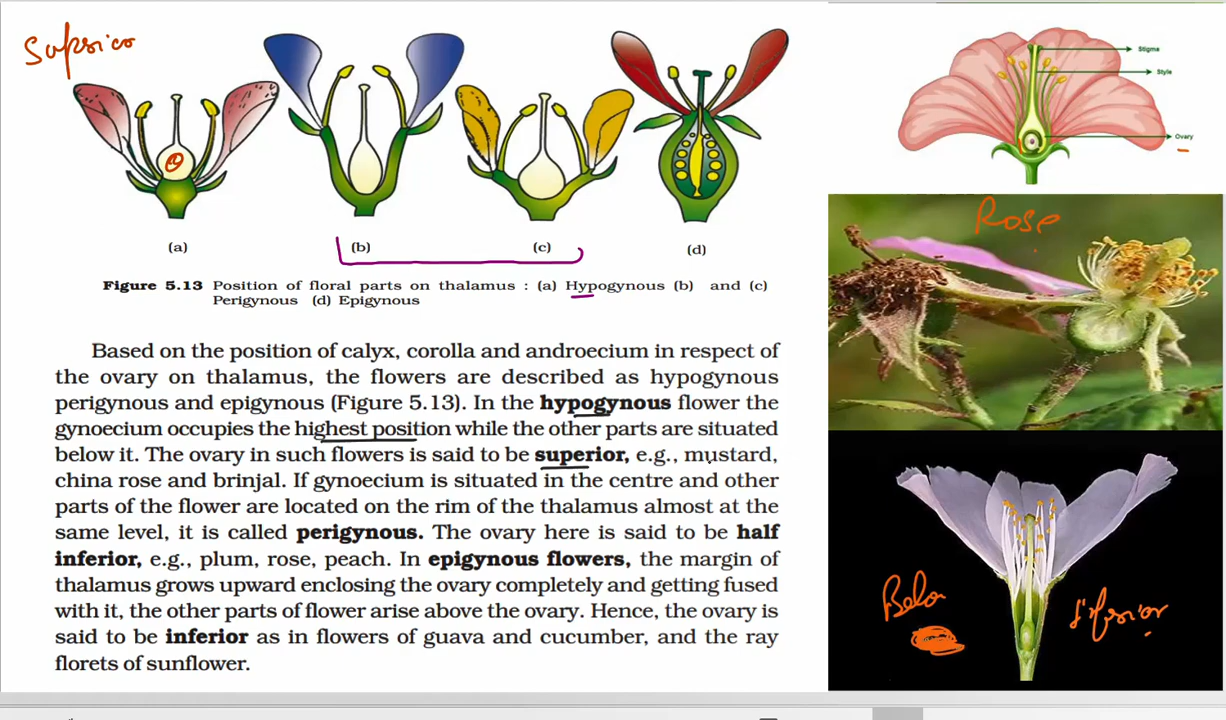 Superior
Stigma
Style
Ovary
Rose
(a)
(b)
(c)
(d)
Figure 5.13 Position of floral parts on thalamus : (a) Hypogynous (b) and (c)
Perigynous (d) Epigynous
Based on the position of calyx, corolla and androecium in respect of
the ovary on thalamus, the flowers are described as hypogynous
perigynous and epigynous (Figure 5.13). In the hypogynous flower the
gynoecium occupies the highest position while the other parts are situated
below it. The ovary in such flowers is said to be superior, e.g., mustard,
china rose and brinjal. If gynoecium is situated in the centre and other
parts of the flower are located on the rim of the thalamus almost at the
same level, it is called perigynous. The ovary here is said to be half
inferior, e.g., plum, rose, peach. In epigynous flowers, the margin of
thalamus grows upward enclosing the ovary completely and getting fused
with it, the other parts of flower arise above the ovary. Hence, the ovary is
said to be inferior as in flowers of guava and cucumber, and the ray
florets of sunflower.
Inferior